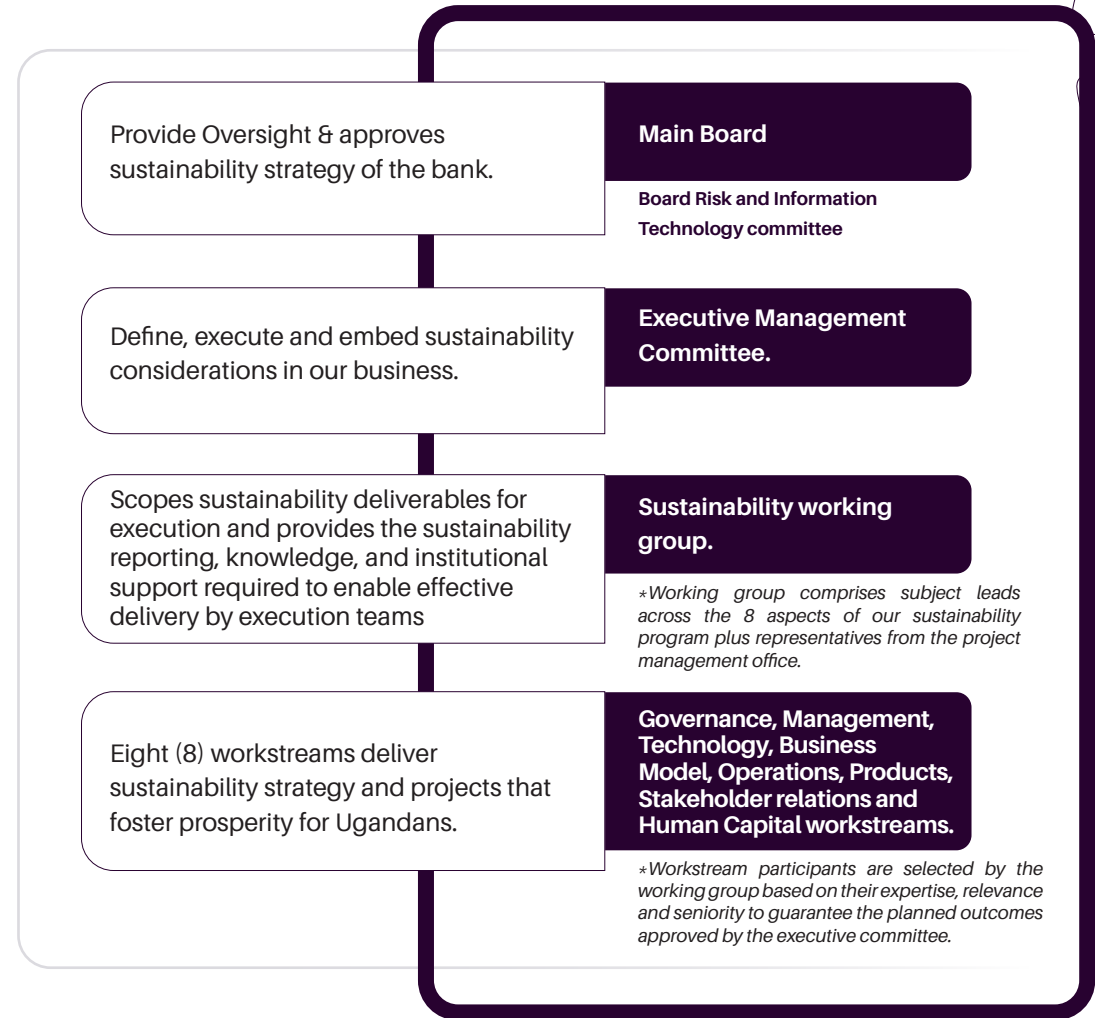 Provide Oversight & approves
sustainability strategy of the bank.
Main Board
Board Risk and Information
Technology committee
Define, execute and embed sustainability
considerations in our business.
Executive Management
Committee.
Scopes sustainability deliverables for
execution and provides the sustainability
reporting, knowledge, and institutional
support required to enable effective
delivery by execution teams
Sustainability working
group.
*Working group comprises subject leads
across the 8 aspects of our sustainability
program plus representatives from the project
management office.
Eight (8) workstreams deliver
sustainability strategy and projects that
foster prosperity for Ugandans.
Governance, Management,
Technology, Business
Model, Operations, Products,
Stakeholder relations and
Human Capital workstreams.
*Workstream participants are selected by the
working group based on their expertise, relevance
and seniority to guarantee the planned outcomes
approved by the executive committee.